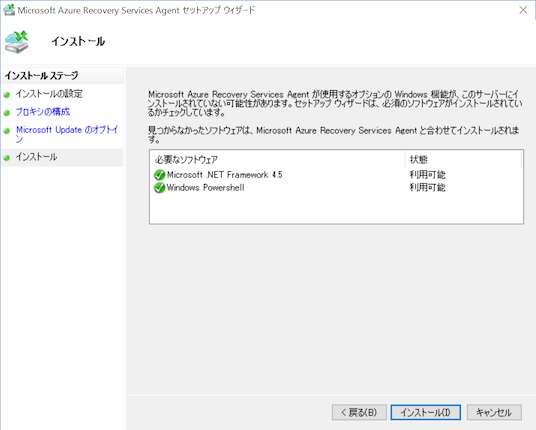 Microsoft Azure Recovery Services Agent セットアップ ウィザード
インストール
インストール ステージ
インストールの設定
プロキシの構成
Microsoft Update のオプトイ
ン
インストール
Microsoft Azure Recovery Services Agent が使用するオプションの Windows 機能が、このサーバーにイ
ンストールされていない可能性があります。セットアップ ウィザードは、必須のソフトウェアがインストールされてい
るかチェックしています。
見つからなかったソフトウェアは、Microsoft Azure Recovery Services Agent と合わせてインストールされま
す。
必要なソフトウェア 状態
Microsoft .NET Framework 4.5 利用可能
Windows Powershell 利用可能
< 戻る(B) インストール(I) キャンセル